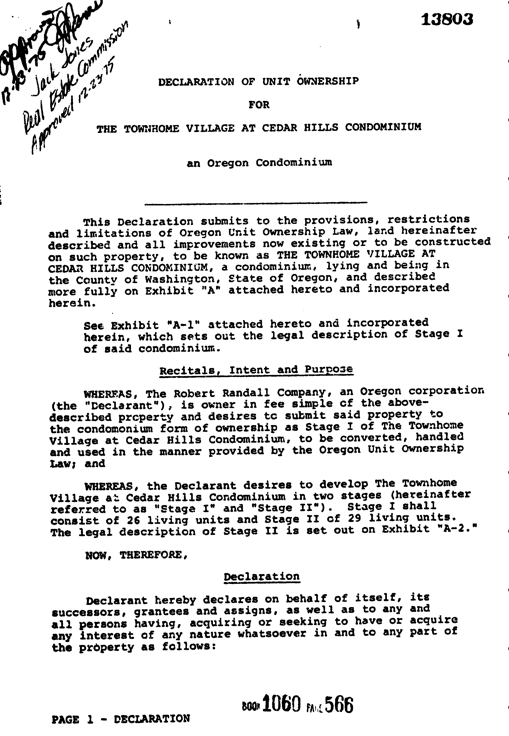 13803
Approved
12-23-75
Jack Jones
Real Estate Commission
Approved 12-23-75
DECLARATION OF UNIT OWNERSHIP
FOR
THE TOWNHOME VILLAGE AT CEDAR HILLS CONDOMINIUM
an Oregon Condominium
This Declaration submits to the provisions, restrictions
and limitations of Oregon Unit Ownership Law, land hereinafter
described and all improvements now existing or to be constructed
on such property, to be known as THE TOWNHOME VILLAGE AT
CEDAR HILLS CONDOMINIUM, a condominium, lying and being in
the County of Washington, State of Oregon, and described
more fully on Exhibit "A" attached hereto and incorporated
herein.
See Exhibit "A-1" attached hereto and incorporated
herein, which sets out the legal description of Stage I
of said condominium.
Recitals, Intent and Purpose
WHEREAS, The Robert Randall Company, an Oregon corporation
(the "Declarant"), is owner in fee simple of the above-
described property and desires to submit said property to
the condomonium form of ownership as Stage I of The Townhome
Village at Cedar Hills Condominium, to be converted, handled
and used in the manner provided by the Oregon Unit Ownership
Law; and
WHEREAS, the Declarant desires to develop The Townhome
Village at Cedar Hills Condominium in two stages (hereinafter
referred to as "Stage I" and "Stage II"). Stage I shall
consist of 26 living units and Stage II of 29 living units.
The legal description of Stage II is set out on Exhibit "A-2."
NOW, THEREFORE,
Declaration
Declarant hereby declares on behalf of itself, its
successors, grantees and assigns, as well as to any and
all persons having, acquiring or seeking to have or acquire
any interest of any nature whatsoever in and to any part of
the property as follows:
BOOK 1060 PAGE 566
PAGE 1 - DECLARATION